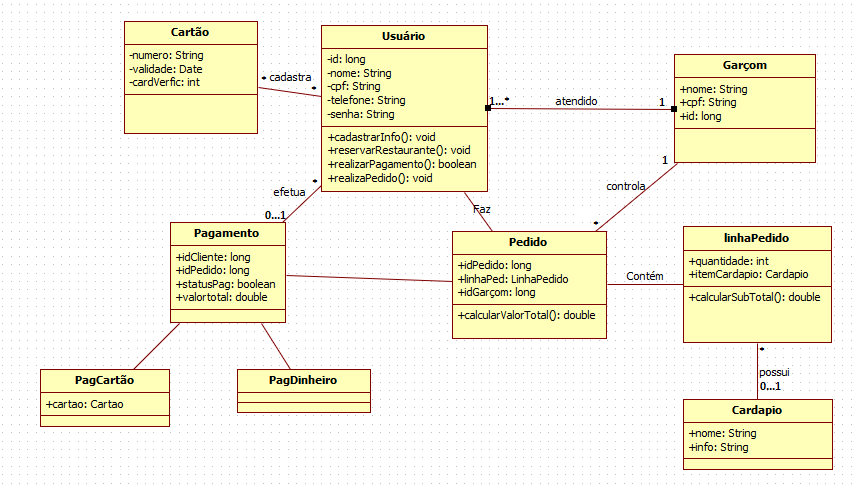 Cartão
-numero: String
-validade: Date
-cardVerfic: int
* cadastra *
Usuário
-id: long
-nome: String
-cpf: String
-telefone: String
-senha: String
+cadastrarInfo(): void
+reservarRestaurante(): void
+realizarPagamento(): boolean
+realizaPedido(): void
1...* atendido 1
Garçom
+nome: String
+cpf: String
+id: long
1
controla
*
*
efetua
0...1
Faz
Pagamento
+idCliente: long
+idPedido: long
+statusPag: boolean
+valortotal: double
Pedido
+idPedido: long
+linhaPed: LinhaPedido
+idGarçom: long
+calcularValorTotal(): double
Contém
linhaPedido
+quantidade: int
+itemCardapio: Cardapio
+calcularSubTotal(): double
*
possui
0...1
PagCartão
+cartao: Cartao
PagDinheiro
Cardapio
+nome: String
+info: String